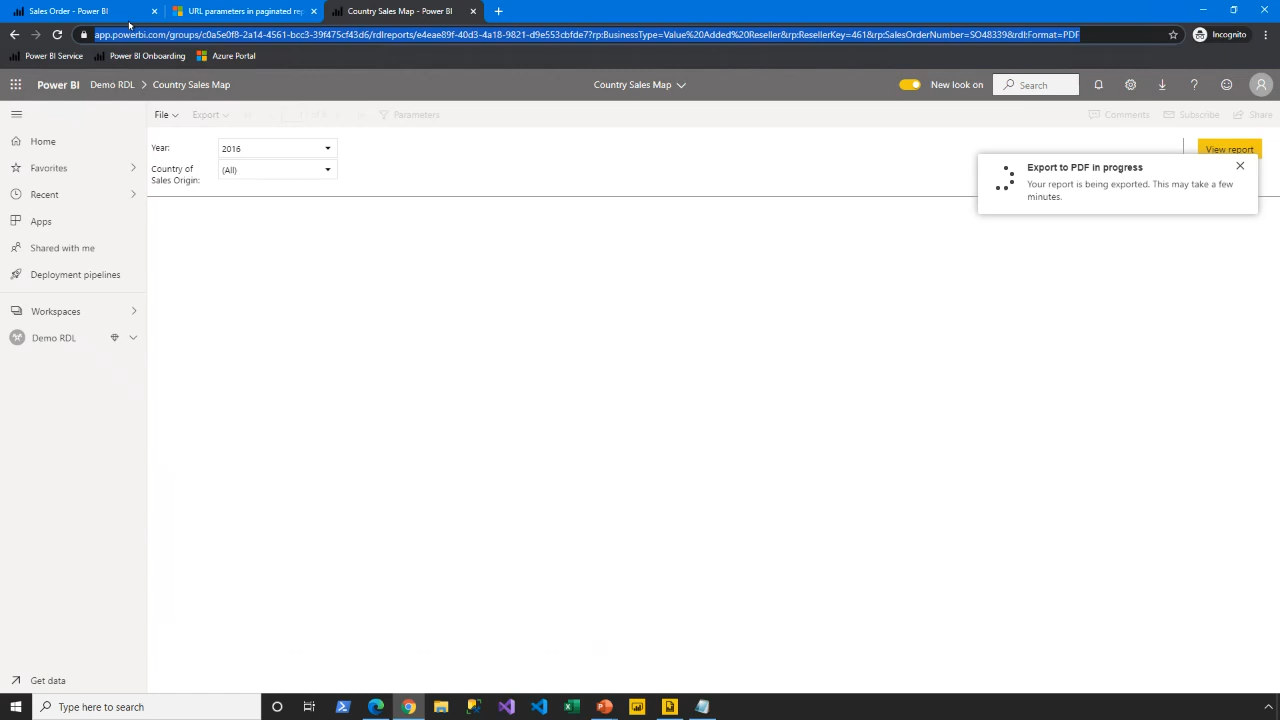 Sales Order - Power BI
URL parameters in paginated rep
Country Sales Map - Power BI
app.powerbi.com/groups/c0a5e0f8-2a14-4561-bcc3-39f475cf43d6/rdlreports/e4eae89f-40d3-4a18-9821-d9e553cbfde7?rp:BusinessType=Value%20Added%20Reseller&rp:ResellerKey=461&rp:SalesOrderNumber=SO48339&rdl:Format=PDF
Incognito
Power BI Service
Power BI Onboarding
Azure Portal
Power BI
Demo RDL
Country Sales Map
Country Sales Map
New look on
Search
File
Export
Parameters
Comments
Subscribe
Share
Home
Favorites
Recent
Apps
Shared with me
Deployment pipelines
Workspaces
Demo RDL
Get data
Year:
2016
Country of
Sales Origin:
(All)
View report
Export to PDF in progress
Your report is being exported. This may take a few
minutes.
Type here to search